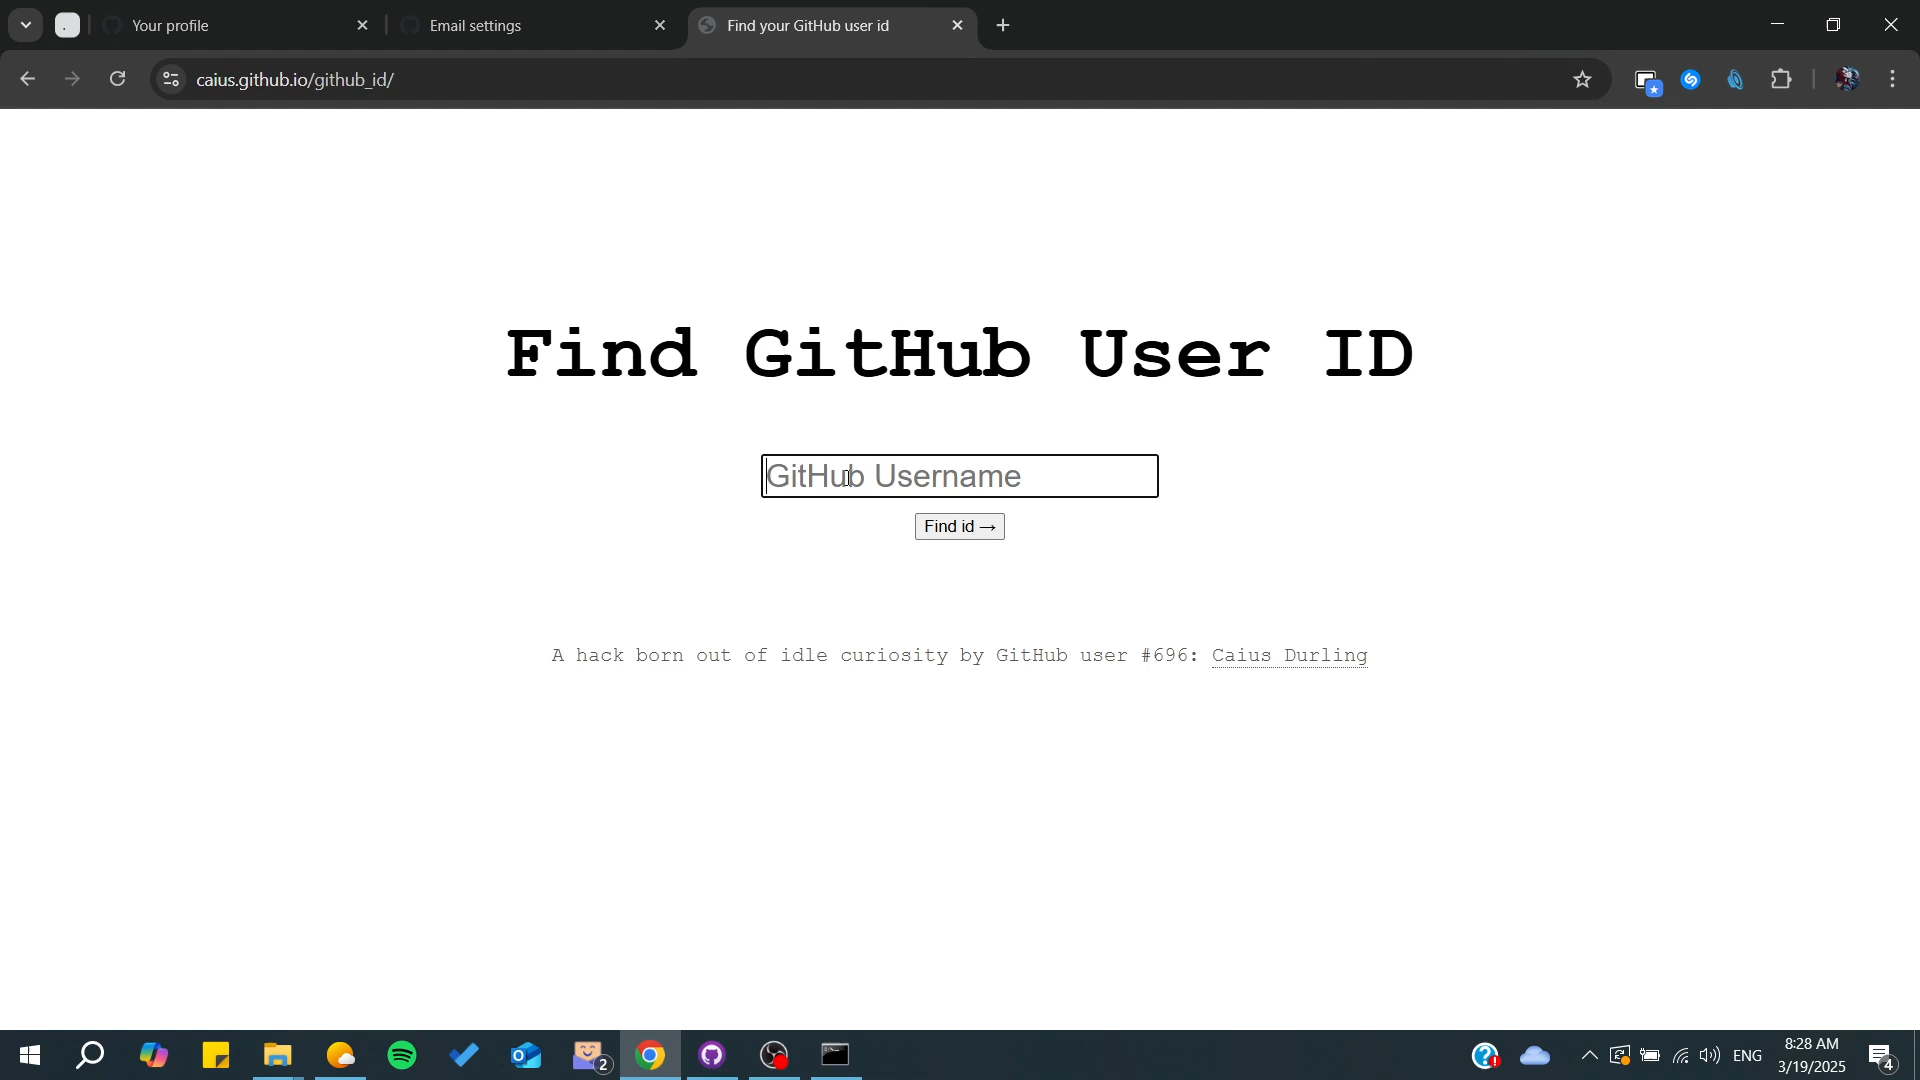 Your profile
Email settings
Find your GitHub user id
caius.github.io/github_id/
Find GitHub User ID
GitHub Username
Find id →
A hack born out of idle curiosity by GitHub user #696: Caius Durling
2
ENG
8:28 AM
3/19/2025
4